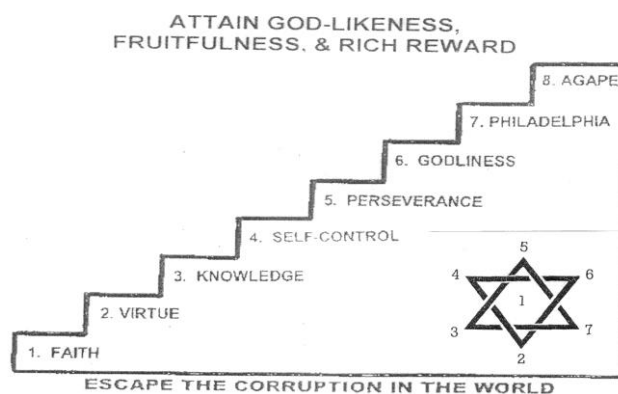 ATTAIN GOD-LIKENESS,
FRUITFULNESS, & RICH REWARD
8. AGAPE
7. PHILADELPHIA
6. GODLINESS
5. PERSEVERANCE
4. SELF-CONTROL
3. KNOWLEDGE
2. VIRTUE
1. FAITH
5
4 6
1
3 7
2
ESCAPE THE CORRUPTION IN THE WORLD